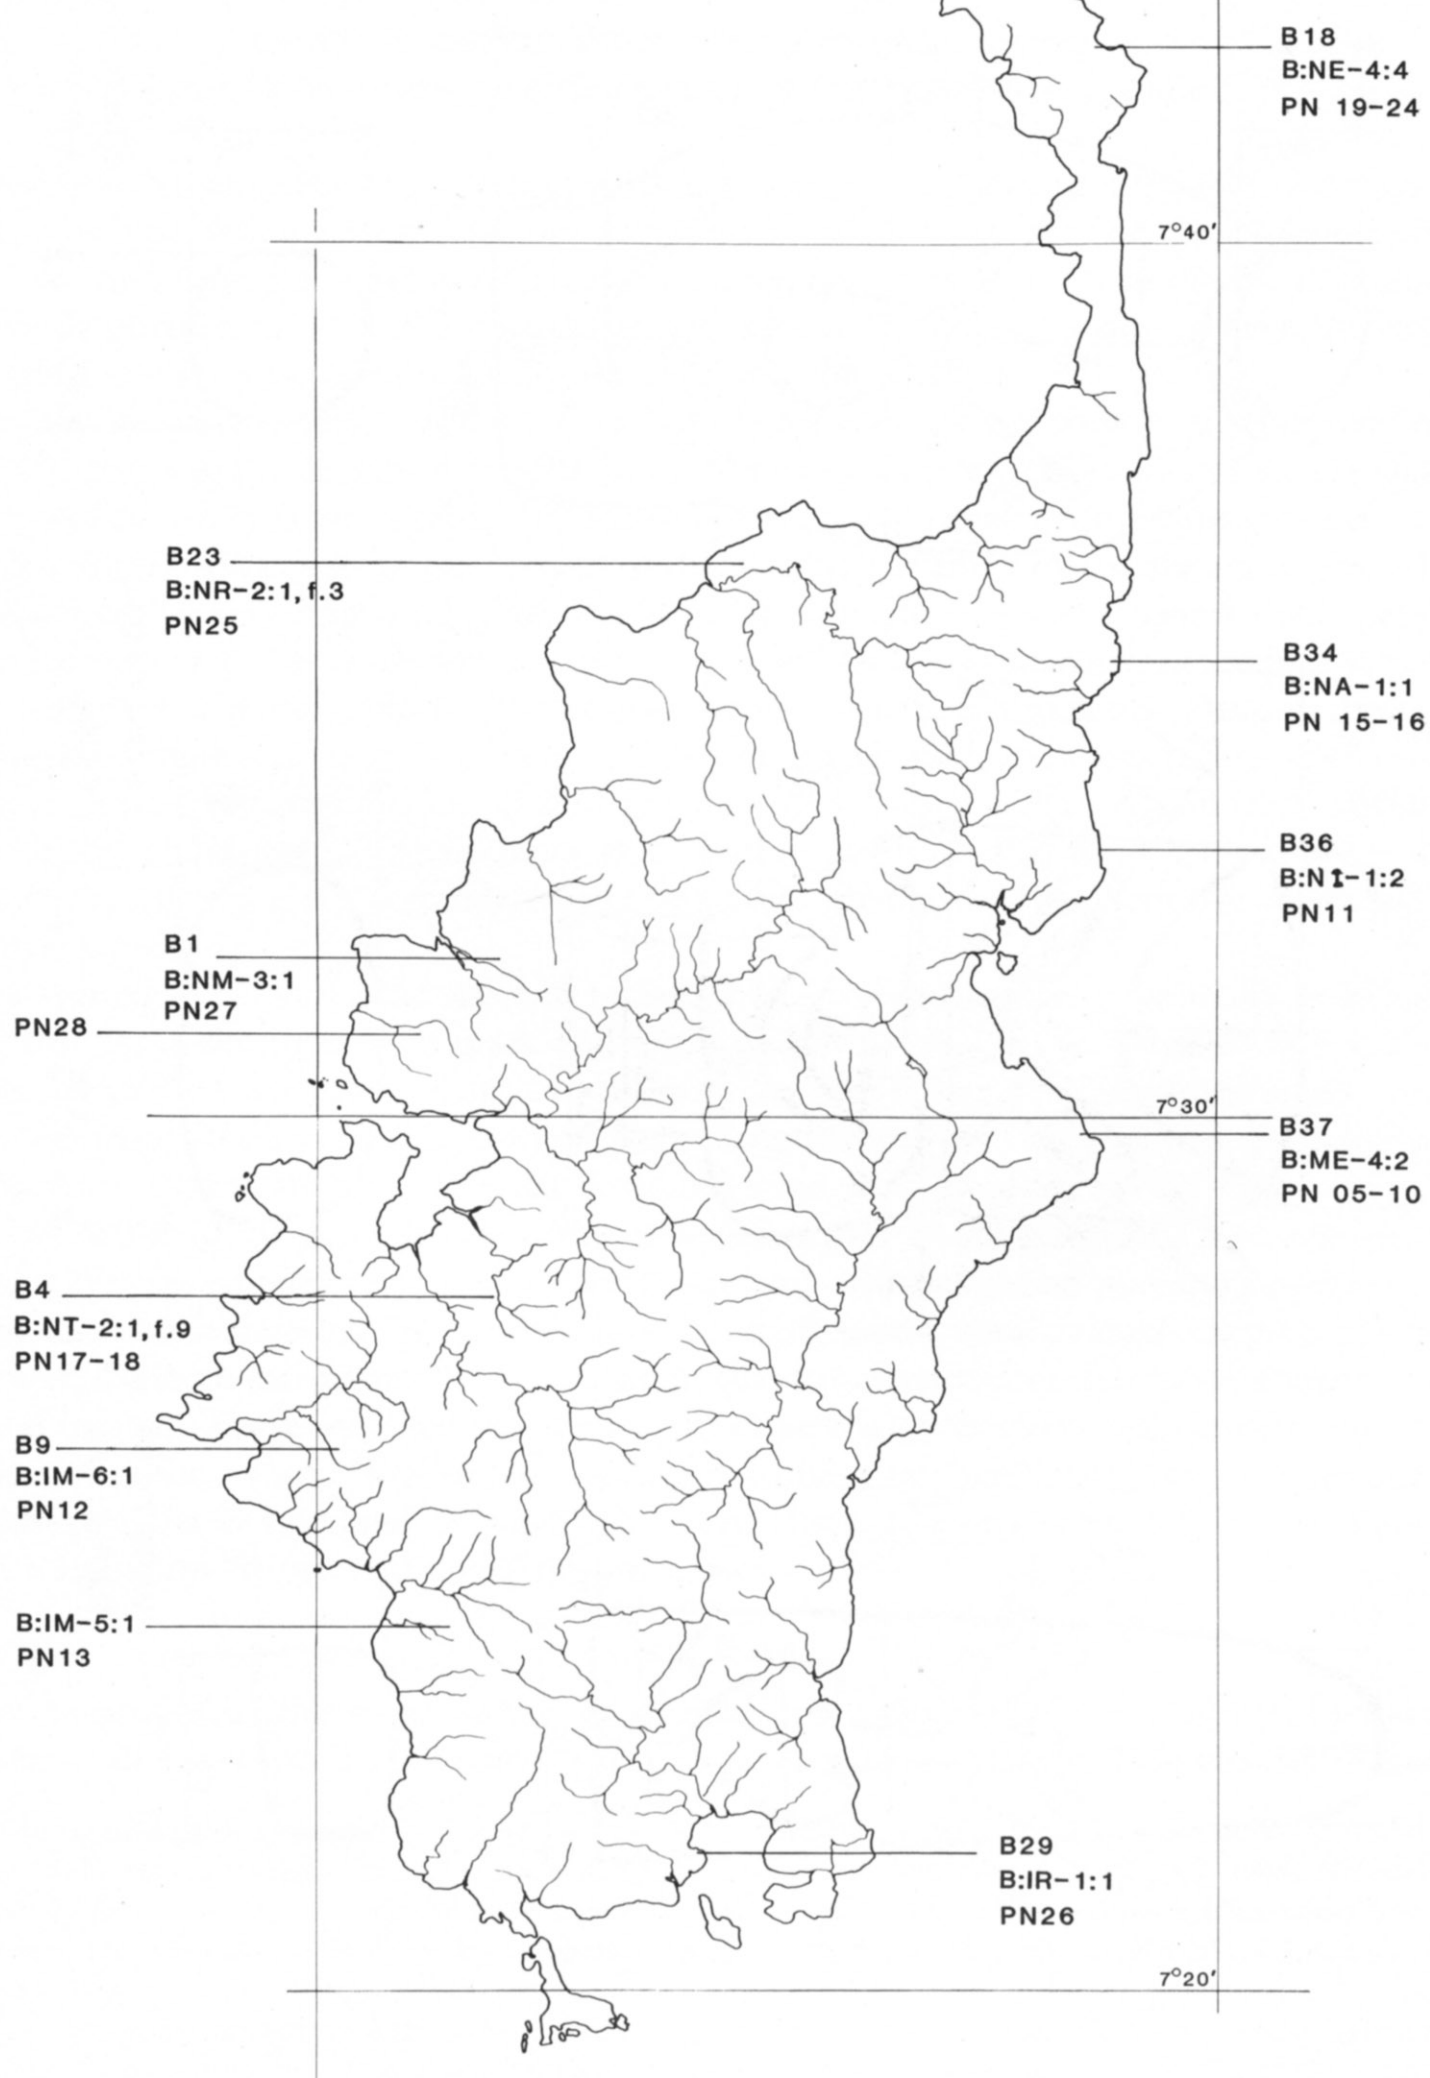 B18
B:NE-4:4
PN 19-24
7°40'
B23
B:NR-2:1,f.3
PN25
B34
B:NA-1:1
PN 15-16
B36
PN11
B1
B:NM-3:1
PN27
PN28
7°30'
B37
B:ME-4:2
PN 05-10
B4
B:NT-2:1,f.9
PN17-18
B9
B:IM-6:1
PN12
B:IM-5:1
PN13
B29
B:IR-1:1
PN26
7°20'